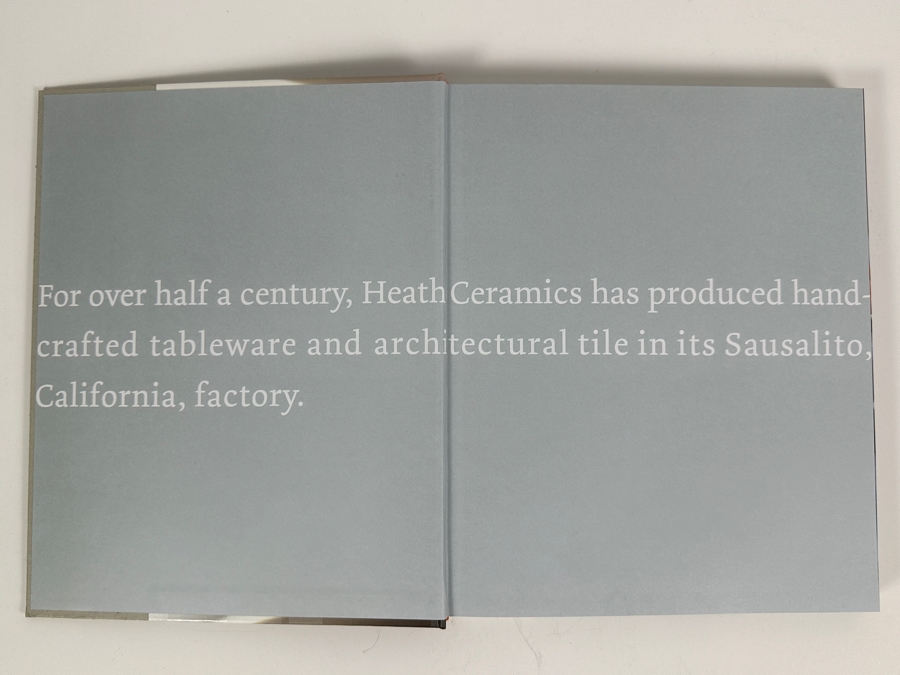 For over half a century, Heath Ceramics has produced hand-
crafted tableware and architectural tile in its Sausalito,
California, factory.